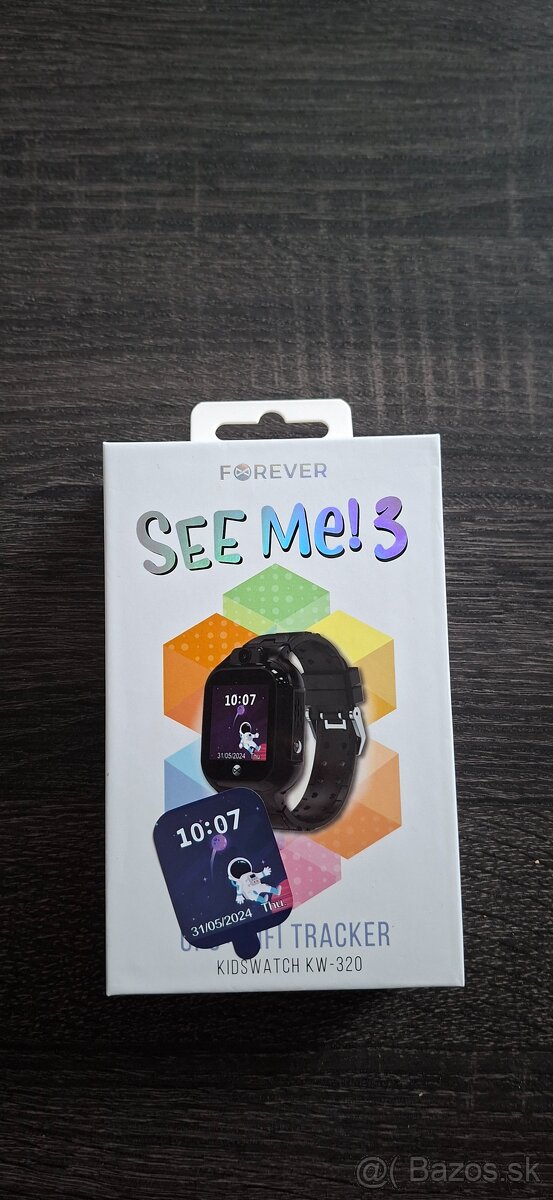 FOREVER
SEE Me! 3
10:07
31/05/2024 Thu.
10:07
31/05/2024 Thu.
TRACKER
KIDSWATCH KW-320
@( Bazos.sk